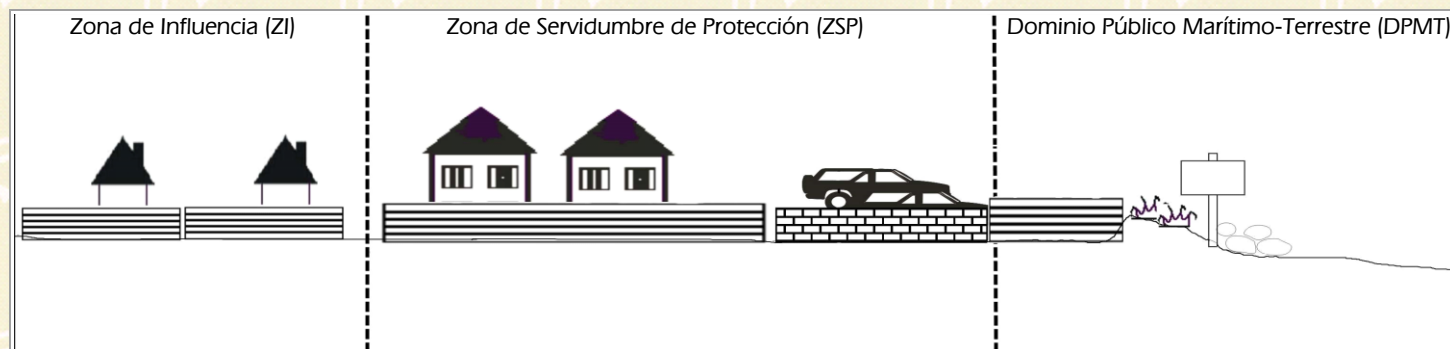 Zona de Influencia (ZI)
Zona de Servidumbre de Protección (ZSP)
Dominio Público Marítimo-Terrestre (DPMT)